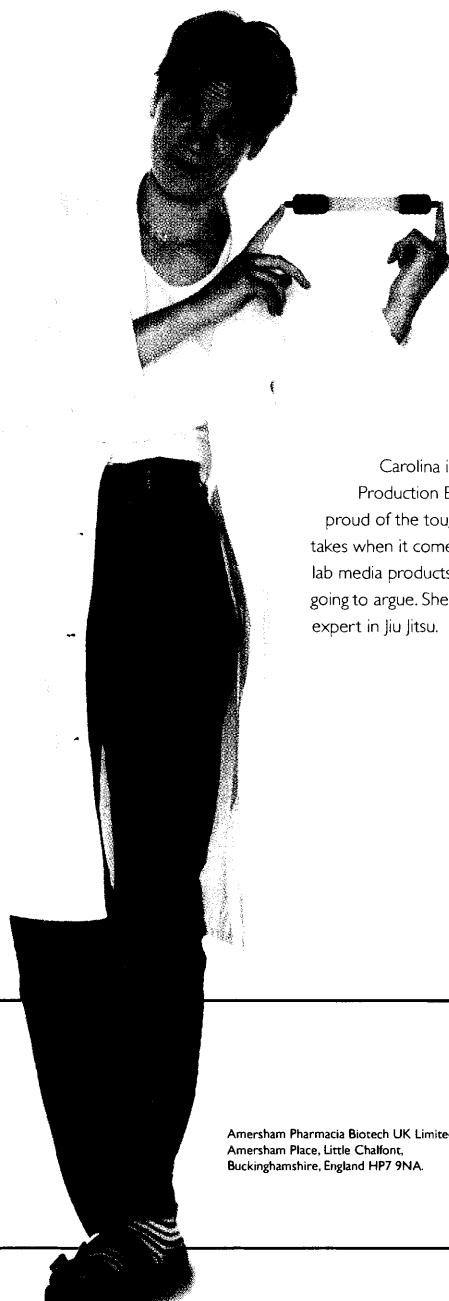 Carolina i
Production E
proud of the tou
takes when it come
lab media products
going to argue. She
expert in Jiu Jitsu.
Amersham Pharmacia Biotech UK Limite
Amersham Place, Little Chalfont,
Buckinghamshire, England HP7 9NA.